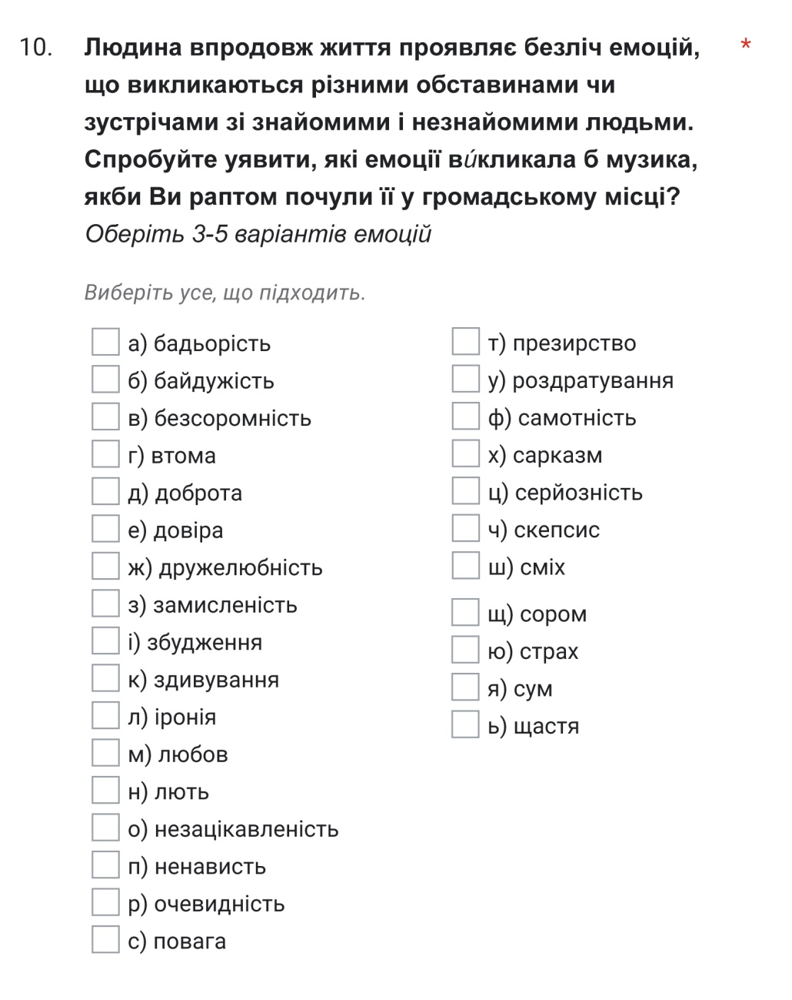 10. Людина впродовж життя проявляє безліч емоцій, *
що викликаються різними обставинами чи
зустрічами зі знайомими і незнайомими людьми.
Спробуйте уявити, які емоції ви́кликала б музика,
якби Ви раптом почули її у громадському місці?
Оберіть 3-5 варіантів емоцій
Виберіть усе, що підходить.
а) бадьорість
б) байдужість
в) безсоромність
г) втома
д) доброта
е) довіра
ж) дружелюбність
з) замисленість
і) збудження
к) здивування
л) іронія
м) любов
н) лють
о) незацікавленість
п) ненависть
р) очевидність
с) повага
т) презирство
у) роздратування
ф) самотність
х) сарказм
ц) серйозність
ч) скепсис
ш) сміх
щ) сором
ю) страх
я) сум
ь) щастя